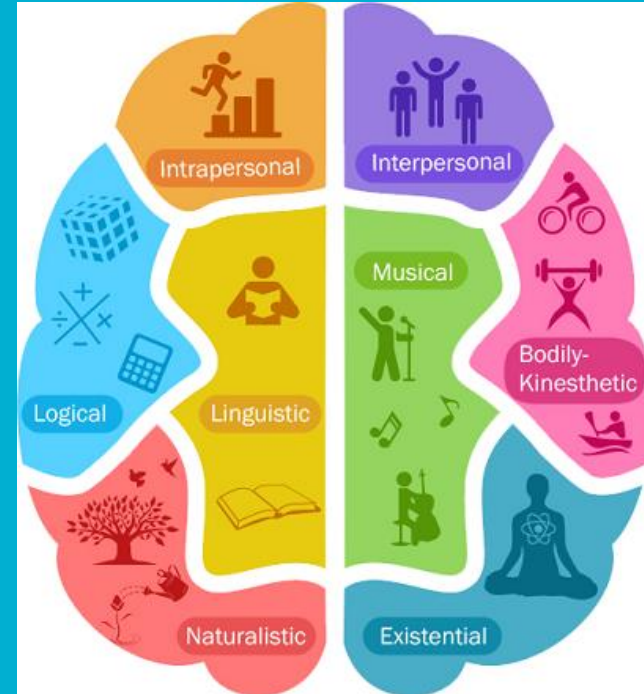 Intrapersonal
Interpersonal
Musical
Bodily-
Kinesthetic
Logical
Linguistic
Naturalistic
Existential